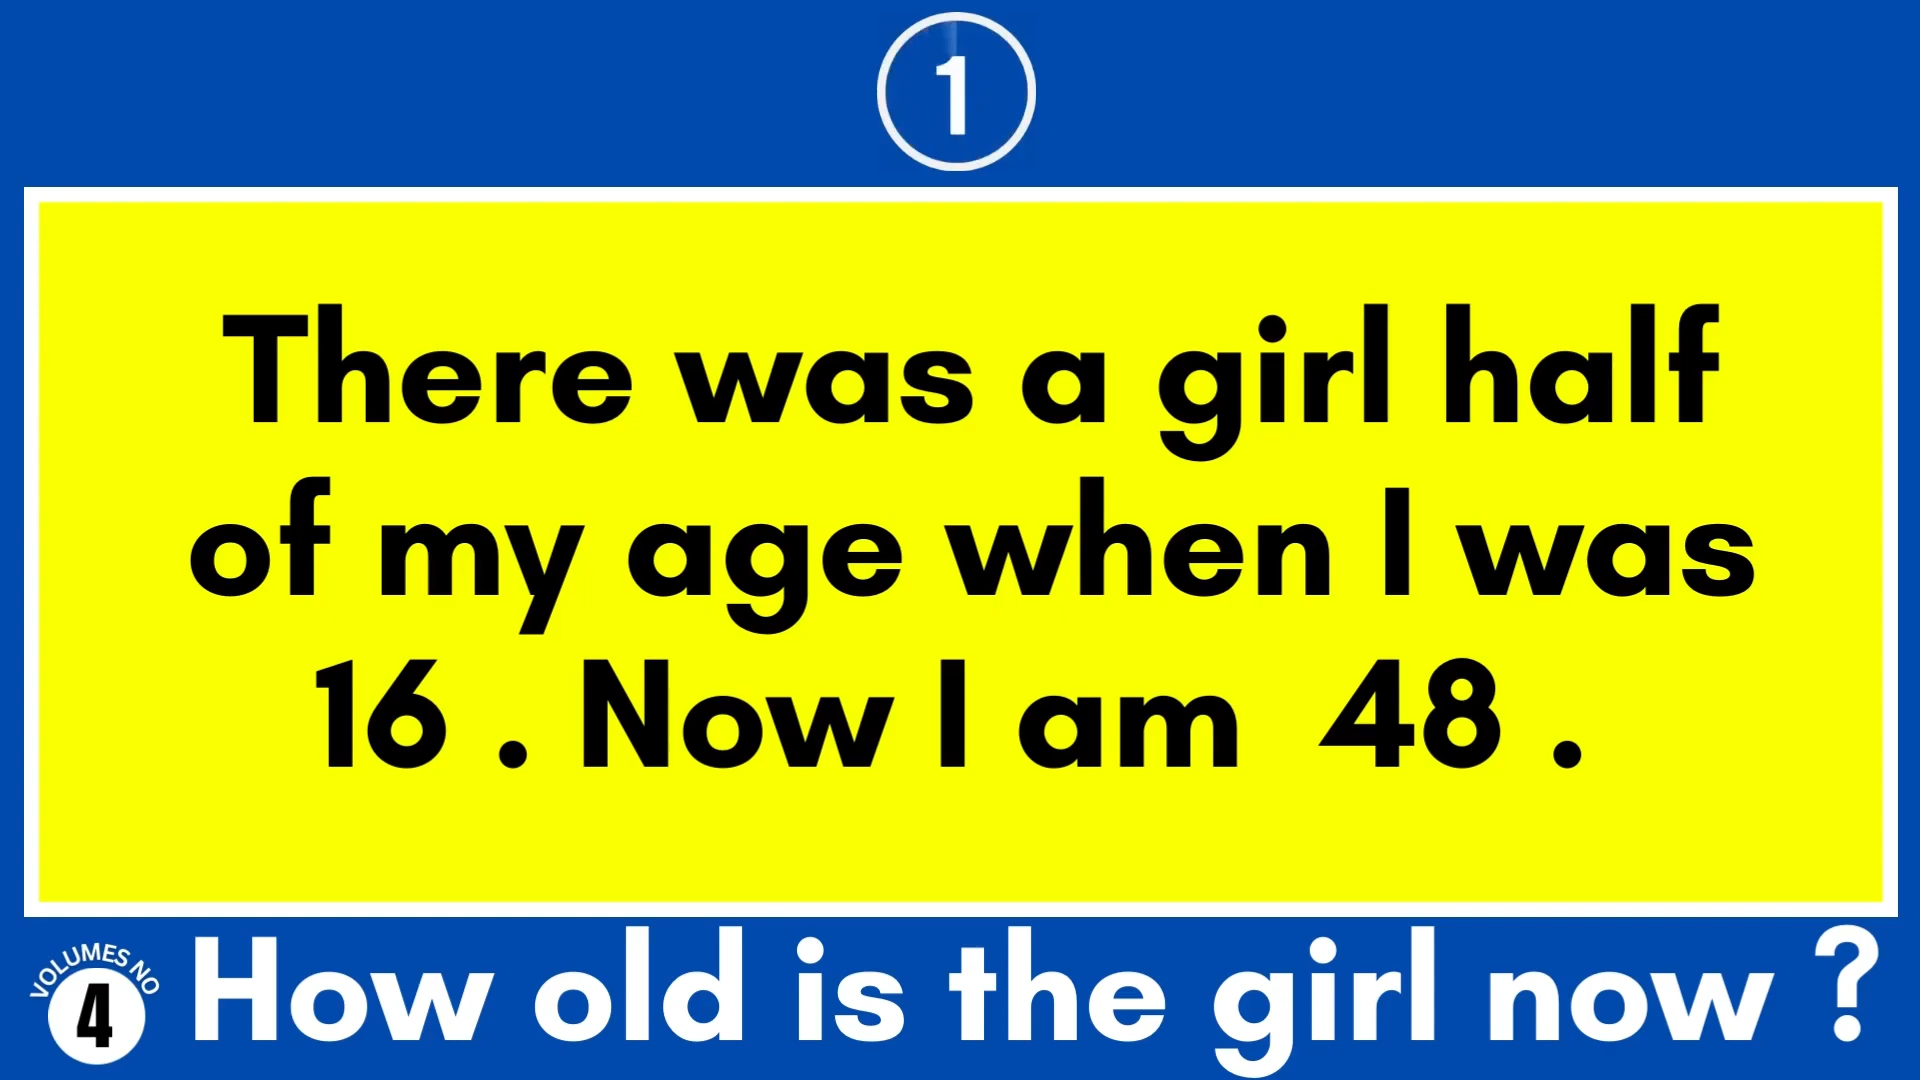 1
There was a girl half
of my age when I was
16 . Now I am 48 .
VOLUMES NO
4
How old is the girl now ?